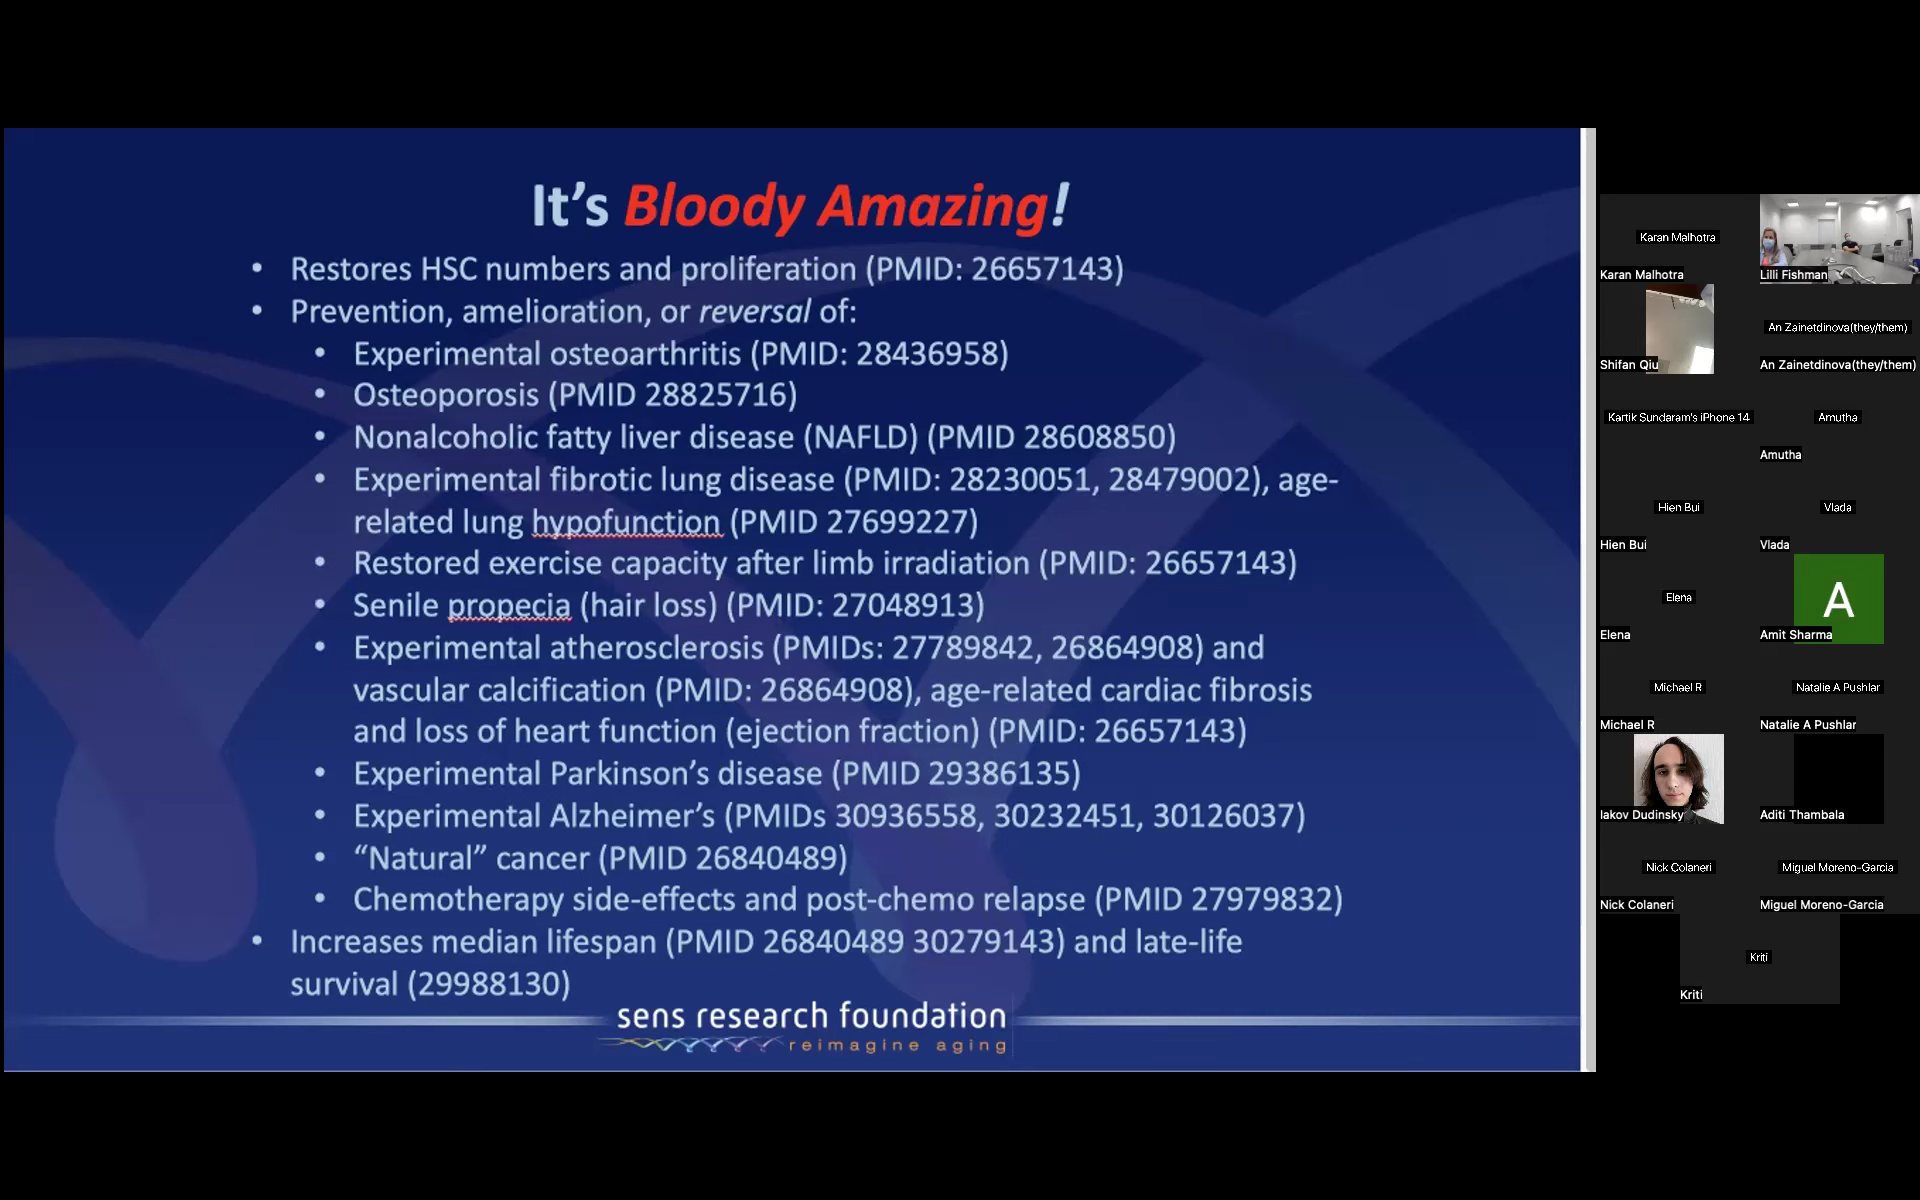 It’s Bloody Amazing!
• Restores HSC numbers and proliferation (PMID: 26657143)
• Prevention, amelioration, or reversal of:
• Experimental osteoarthritis (PMID: 28436958)
• Osteoporosis (PMID 28825716)
• Nonalcoholic fatty liver disease (NAFLD) (PMID 28608850)
• Experimental fibrotic lung disease (PMID: 28230051, 28479002), age-
related lung hypofunction (PMID 27699227)
• Restored exercise capacity after limb irradiation (PMID: 26657143)
• Senile propecia (hair loss) (PMID: 27048913)
• Experimental atherosclerosis (PMIDs: 27789842, 26864908) and
vascular calcification (PMID: 26864908), age-related cardiac fibrosis
and loss of heart function (ejection fraction) (PMID: 26657143)
• Experimental Parkinson’s disease (PMID 29386135)
• Experimental Alzheimer’s (PMIDs 30936558, 30232451, 30126037)
• “Natural” cancer (PMID 26840489)
• Chemotherapy side-effects and post-chemo relapse (PMID 27979832)
• Increases median lifespan (PMID 26840489 30279143) and late-life
survival (29988130)
sens research foundation
reimagine aging
Karan Malhotra
Karan Malhotra
Lilli Fishman
Shifan Qiu
An Zainetdinova(they/them)
An Zainetdinova(they/them)
Kartik Sundaram's iPhone 14
Amutha
Amutha
Hien Bui
Hien Bui
Vlada
Vlada
Elena
Elena
A
Amit Sharma
Michael R
Michael R
Natalie A Pushlar
Natalie A Pushlar
Iakov Dudinsky
Aditi Thambala
Nick Colaneri
Nick Colaneri
Miguel Moreno-Garcia
Miguel Moreno-Garcia
Kriti
Kriti